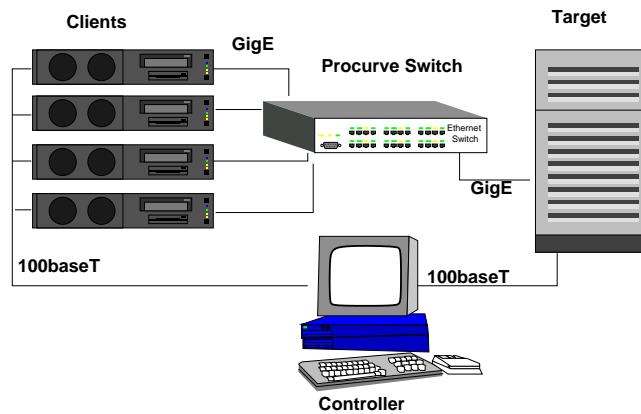 Clients
Target
GigE
Procurve Switch
Ethernet
Switch
GigE
100baseT
100baseT
Controller